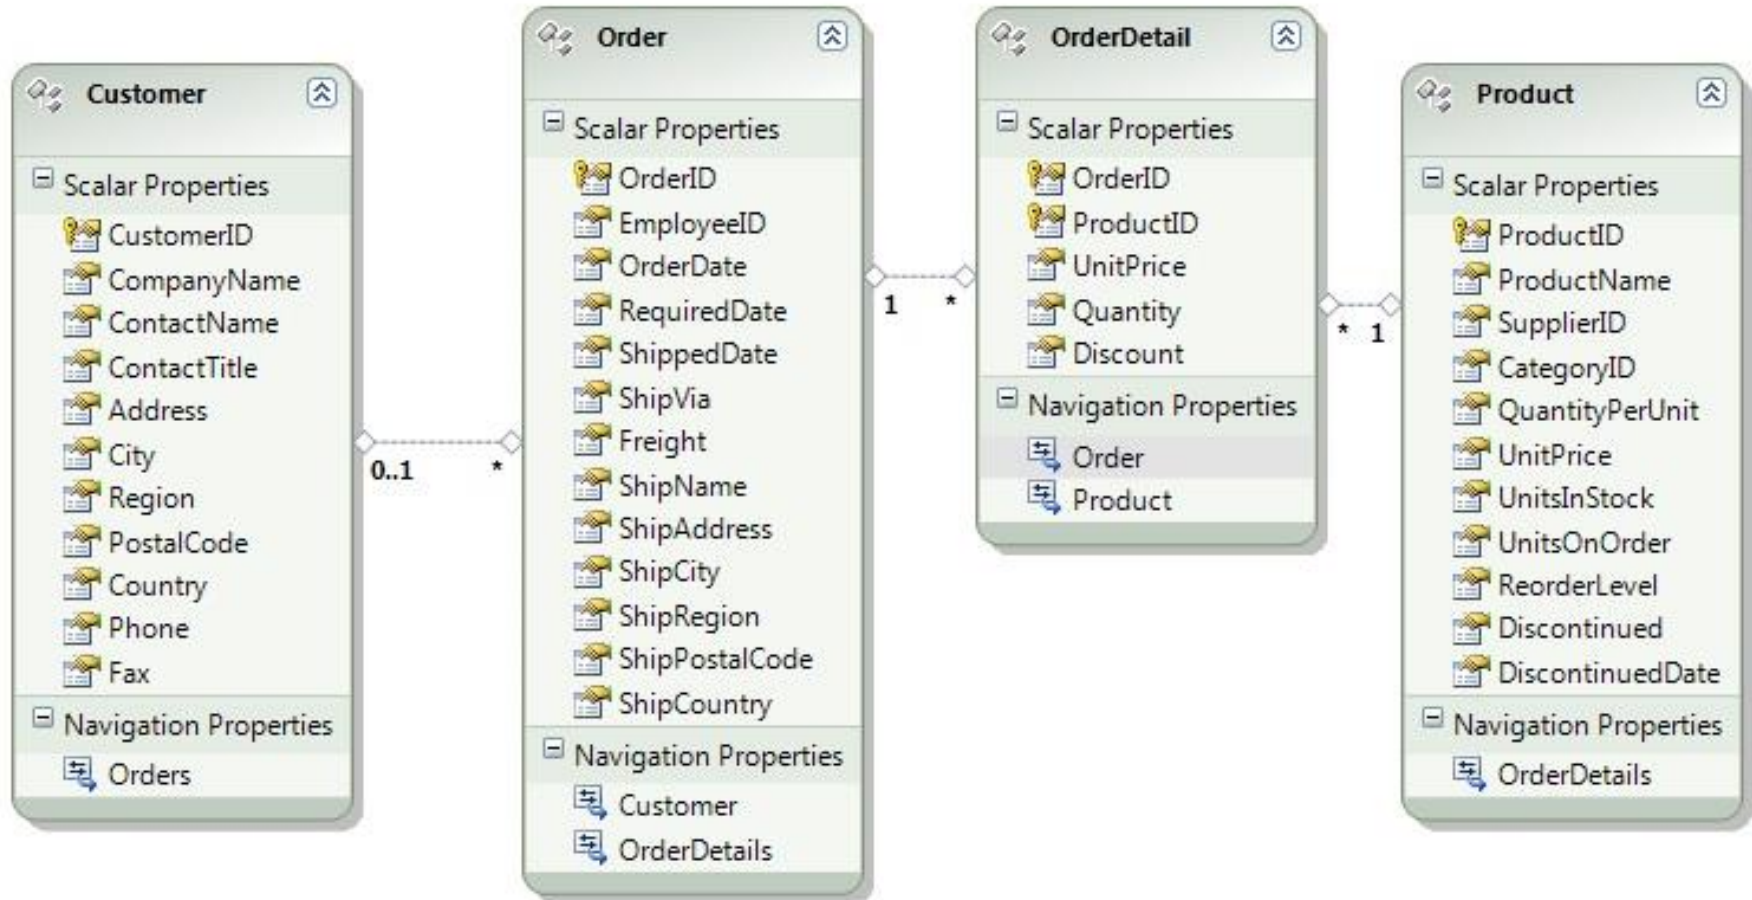 Customer
Scalar Properties
CustomerID
CompanyName
ContactName
ContactTitle
Address
City
Region
PostalCode
Country
Phone
Fax
Navigation Properties
Orders
0..1
*
Order
Scalar Properties
OrderID
EmployeeID
OrderDate
RequiredDate
ShippedDate
ShipVia
Freight
ShipName
ShipAddress
ShipCity
ShipRegion
ShipPostalCode
ShipCountry
Navigation Properties
Customer
OrderDetails
1
*
OrderDetail
Scalar Properties
OrderID
ProductID
UnitPrice
Quantity
Discount
Navigation Properties
Order
Product
*
1
Product
Scalar Properties
ProductID
ProductName
SupplierID
CategoryID
QuantityPerUnit
UnitPrice
UnitsInStock
UnitsOnOrder
ReorderLevel
Discontinued
DiscontinuedDate
Navigation Properties
OrderDetails